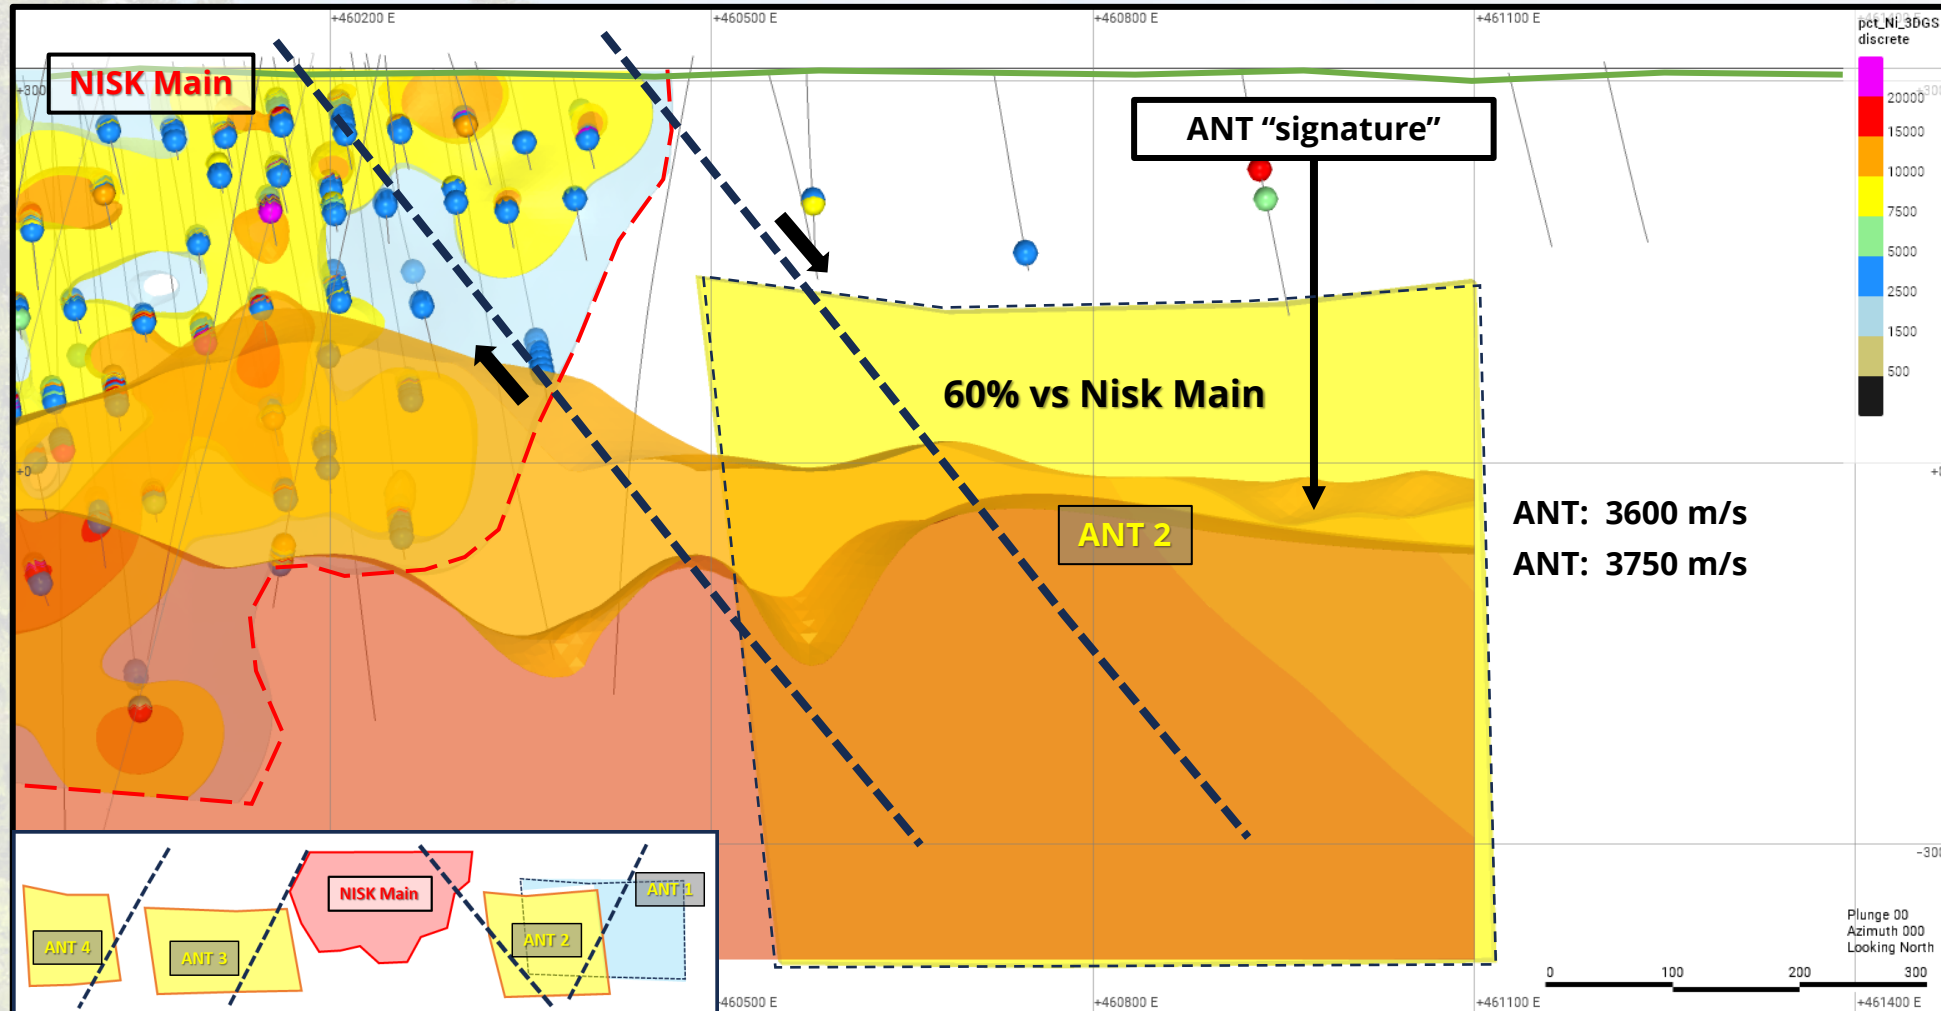 +460200 E
+460500 E
+460800 E
+461100 E
pct_Ni_3DGS
discrete
20000
15000
10000
7500
5000
2500
1500
500
NISK Main
+300
ANT “signature”
60% vs Nisk Main
+0
ANT 2
ANT: 3600 m/s
ANT: 3750 m/s
NISK Main
ANT 1
ANT 4
ANT 3
ANT 2
Plunge 00
Azimuth 000
Looking North
0
100
200
300
+460800 E
+461100 E
+461400 E